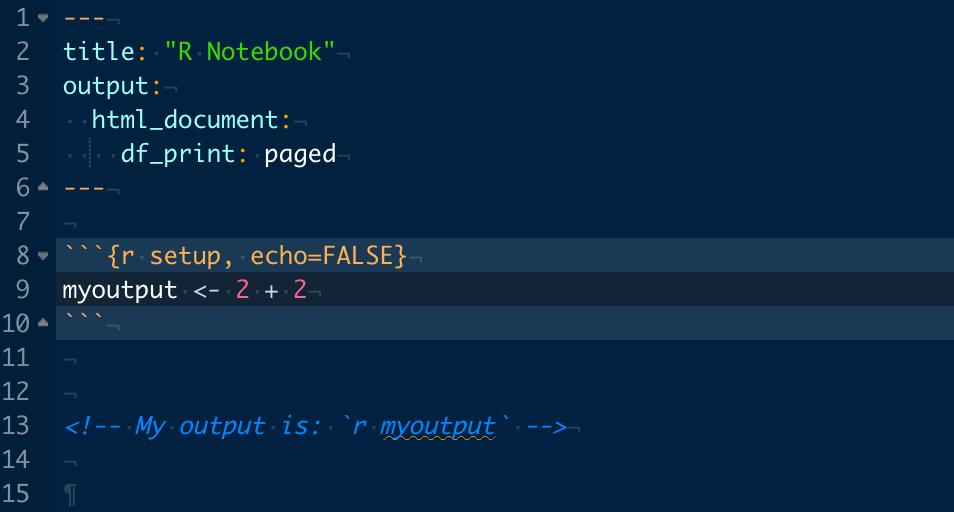 1 ---
2 title: "R Notebook"
3 output:
4   html_document:
5     df_print: paged
6 ---
7
8 ```{r setup, echo=FALSE}
9 myoutput <- 2 + 2
10 ```
11
12
13 <!-- My output is: `r myoutput` -->
14
15